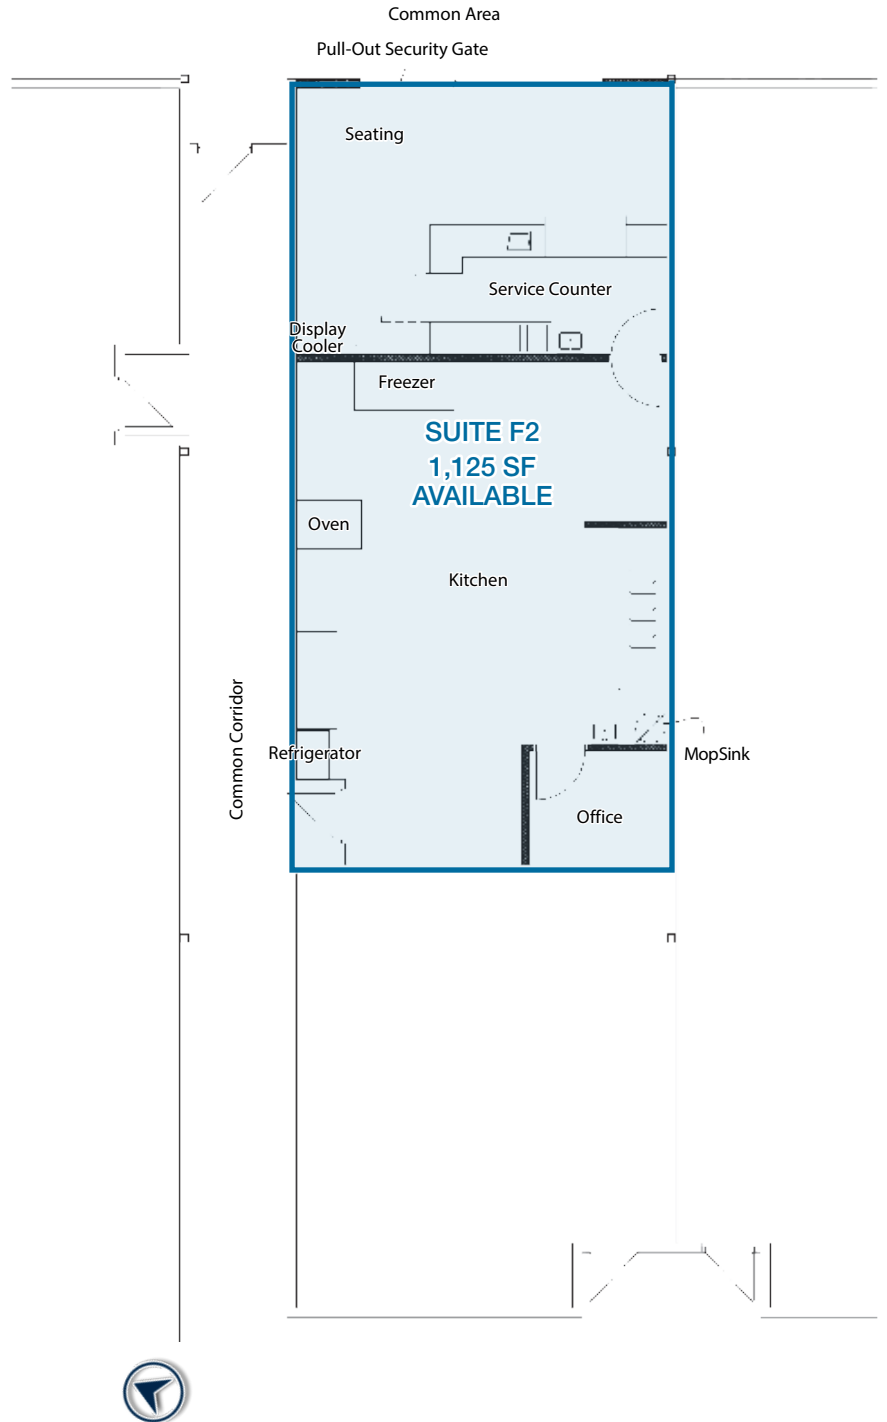 Common Area
Pull-Out Security Gate
Seating
Service Counter
Display
Cooler
Freezer
SUITE F2
1,125 SF
AVAILABLE
Oven
Kitchen
Common Corridor
Refrigerator
MopSink
Office